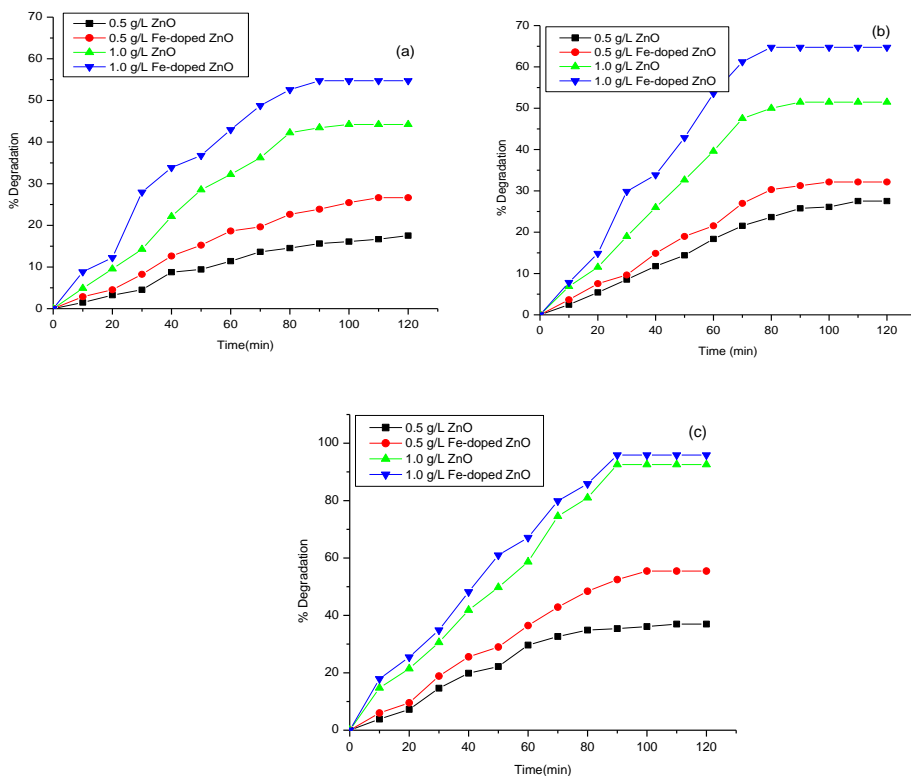 0.5 g/L ZnO
0.5 g/L Fe-doped ZnO
1.0 g/L ZnO
1.0 g/L Fe-doped ZnO
(a)
70
60
50
40
30
20
10
0
% Degradation
0 20 40 60 80 100 120
Time(min)
0.5 g/L ZnO
0.5 g/L Fe-doped ZnO
1.0 g/L ZnO
1.0 g/L Fe-doped ZnO
(b)
70
60
50
40
30
20
10
0
% Degradation
0 20 40 60 80 100 120
Time (min)
0.5 g/L ZnO
0.5 g/L Fe-doped ZnO
1.0 g/L ZnO
1.0 g/L Fe-doped ZnO
(c)
100
80
60
40
20
0
% Degradation
0 20 40 60 80 100 120
Time(min)